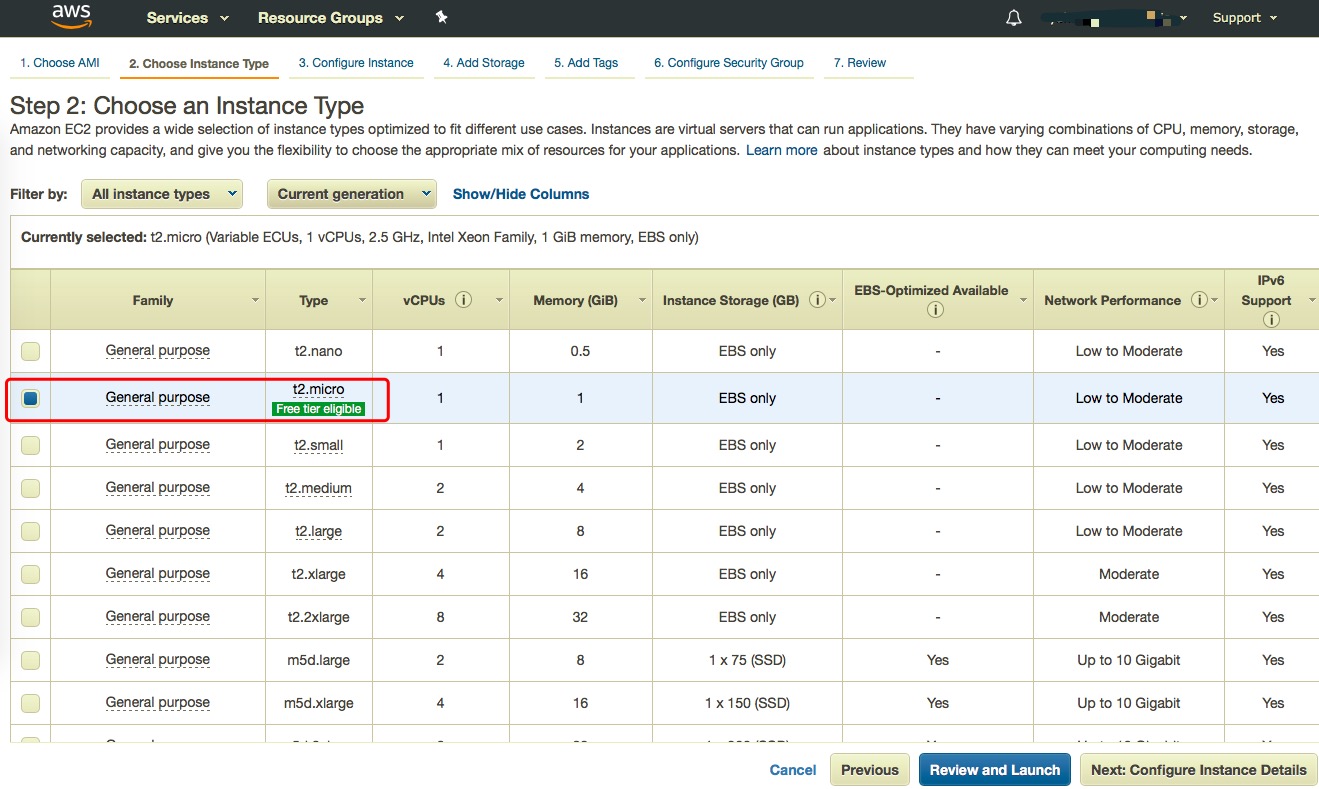 aws Services Resource Groups Support
1. Choose AMI 2. Choose Instance Type 3. Configure Instance 4. Add Storage 5. Add Tags 6. Configure Security Group 7. Review
Step 2: Choose an Instance Type
Amazon EC2 provides a wide selection of instance types optimized to fit different use cases. Instances are virtual servers that can run applications. They have varying combinations of CPU, memory, storage,
and networking capacity, and give you the flexibility to choose the appropriate mix of resources for your applications. Learn more about instance types and how they can meet your computing needs.
Filter by: All instance types Current generation Show/Hide Columns
Currently selected: t2.micro (Variable ECUs, 1 vCPUs, 2.5 GHz, Intel Xeon Family, 1 GiB memory, EBS only)
Family Type vCPUs i Memory (GiB) Instance Storage (GB) i EBS-Optimized Available i Network Performance i IPv6 Support i
General purpose t2.nano 1 0.5 EBS only - Low to Moderate Yes
General purpose t2.micro 1 1 EBS only - Low to Moderate Yes
Free tier eligible
General purpose t2.small 1 2 EBS only - Low to Moderate Yes
General purpose t2.medium 2 4 EBS only - Low to Moderate Yes
General purpose t2.large 2 8 EBS only - Low to Moderate Yes
General purpose t2.xlarge 4 16 EBS only - Moderate Yes
General purpose t2.2xlarge 8 32 EBS only - Moderate Yes
General purpose m5d.large 2 8 1 x 75 (SSD) Yes Up to 10 Gigabit Yes
General purpose m5d.xlarge 4 16 1 x 150 (SSD) Yes Up to 10 Gigabit Yes
Cancel Previous Review and Launch Next: Configure Instance Details